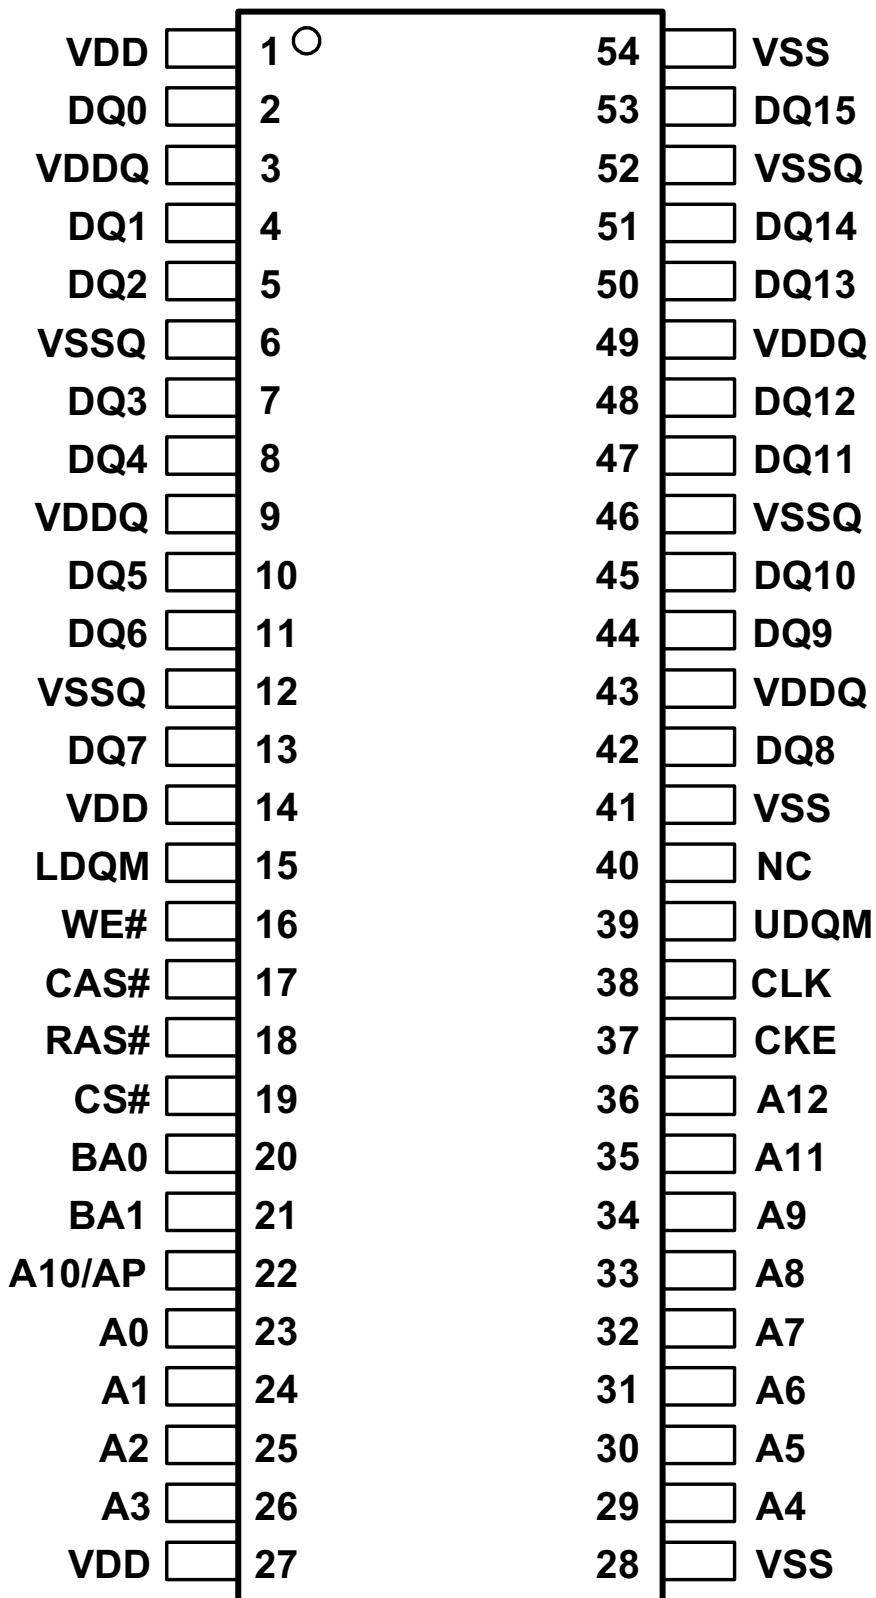 VDD 1 54 VSS
DQ0 2 53 DQ15
VDDQ 3 52 VSSQ
DQ1 4 51 DQ14
DQ2 5 50 DQ13
VSSQ 6 49 VDDQ
DQ3 7 48 DQ12
DQ4 8 47 DQ11
VDDQ 9 46 VSSQ
DQ5 10 45 DQ10
DQ6 11 44 DQ9
VSSQ 12 43 VDDQ
DQ7 13 42 DQ8
VDD 14 41 VSS
LDQM 15 40 NC
WE# 16 39 UDQM
CAS# 17 38 CLK
RAS# 18 37 CKE
CS# 19 36 A12
BA0 20 35 A11
BA1 21 34 A9
A10/AP 22 33 A8
A0 23 32 A7
A1 24 31 A6
A2 25 30 A5
A3 26 29 A4
VDD 27 28 VSS